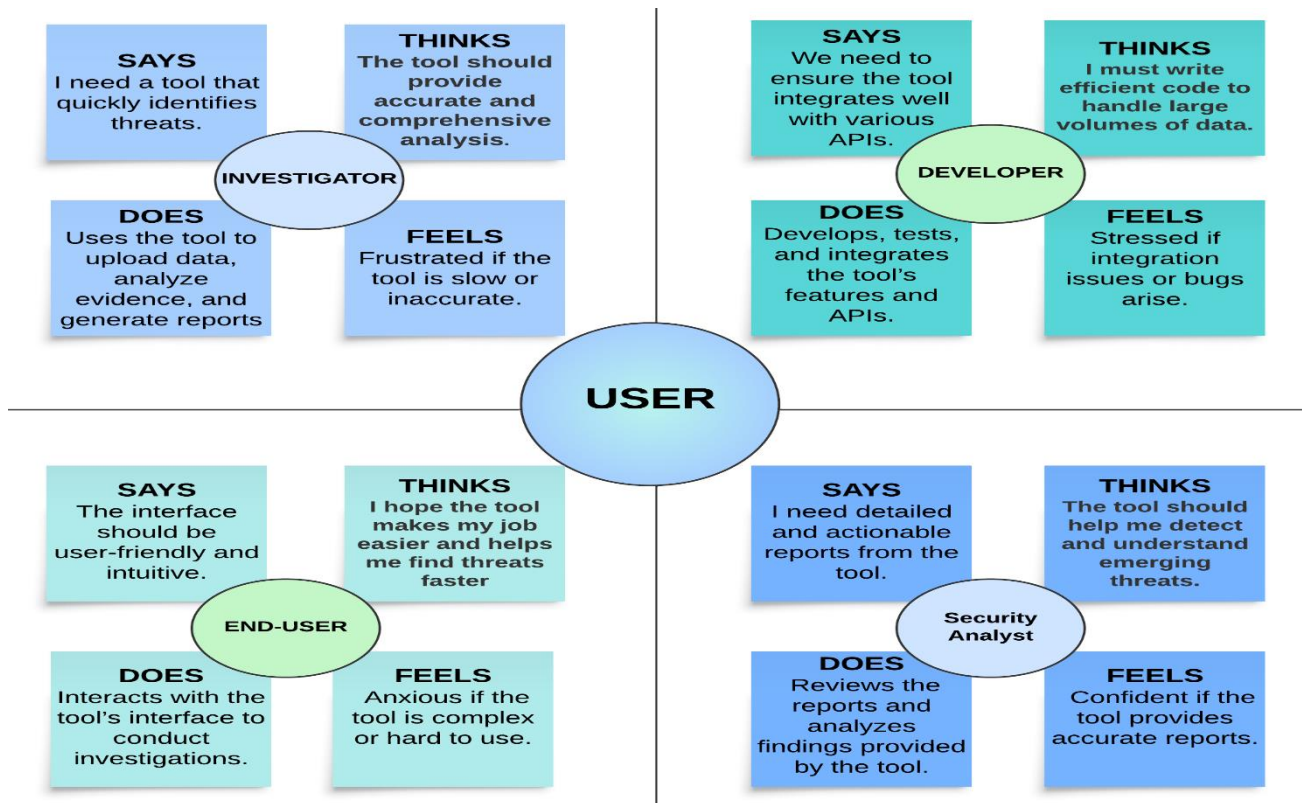 SAYS
I need a tool that
quickly identifies
threats.
THINKS
The tool should
provide
accurate and
comprehensive
analysis.
INVESTIGATOR
DOES
Uses the tool to
upload data,
analyze
evidence, and
generate reports
FEELS
Frustrated if the
tool is slow or
inaccurate.
SAYS
We need to
ensure the tool
integrates well
with various
APIs.
THINKS
I must write
efficient code to
handle large
volumes of data.
DEVELOPER
DOES
Develops, tests,
and integrates
the tool’s
features and
APIs.
FEELS
Stressed if
integration
issues or bugs
arise.
USER
SAYS
The interface
should be
user-friendly and
intuitive.
THINKS
I hope the tool
makes my job
easier and helps
me find threats
faster
END-USER
DOES
Interacts with the
tool’s interface to
conduct
investigations.
FEELS
Anxious if the
tool is complex
or hard to use.
SAYS
I need detailed
and actionable
reports from the
tool.
THINKS
The tool should
help me detect
and understand
emerging
threats.
Security
Analyst
DOES
Reviews the
reports and
analyzes
findings provided
by the tool.
FEELS
Confident if the
tool provides
accurate reports.